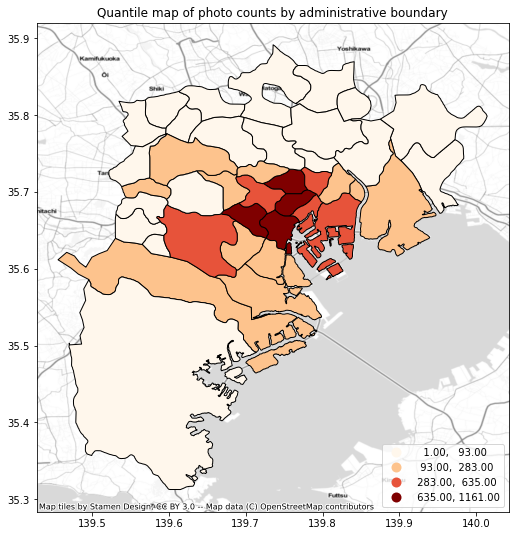 Quantile map of photo counts by administrative boundary
35.9
35.8
35.7
35.6
35.5
35.4
35.3
Kamifukuoka
Yoshikawa
Ōi
Shiki
139.5
139.6
139.7
139.8
139.9
140.0
1.00, 93.00
93.00, 283.00
283.00, 635.00
635.00, 1161.00
Futtsu
Map tiles by Stamen Design, CC BY 3.0 -- Map data (C) OpenStreetMap contributors